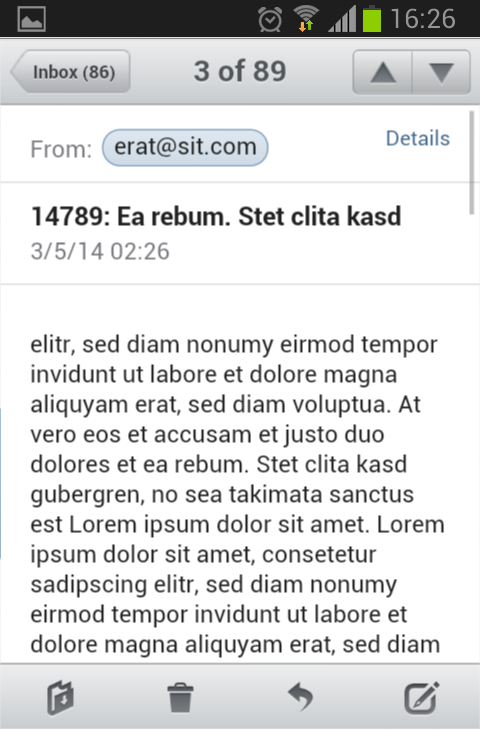 16:26
Inbox (86)
3 of 89
From: erat@sit.com
Details
14789: Ea rebum. Stet clita kasd
3/5/14 02:26
elitr, sed diam nonumy eirmod tempor
invidunt ut labore et dolore magna
aliquyam erat, sed diam voluptua. At
vero eos et accusam et justo duo
dolores et ea rebum. Stet clita kasd
gubergren, no sea takimata sanctus
est Lorem ipsum dolor sit amet. Lorem
ipsum dolor sit amet, consetetur
sadipscing elitr, sed diam nonumy
eirmod tempor invidunt ut labore et
dolore magna aliquyam erat, sed diam